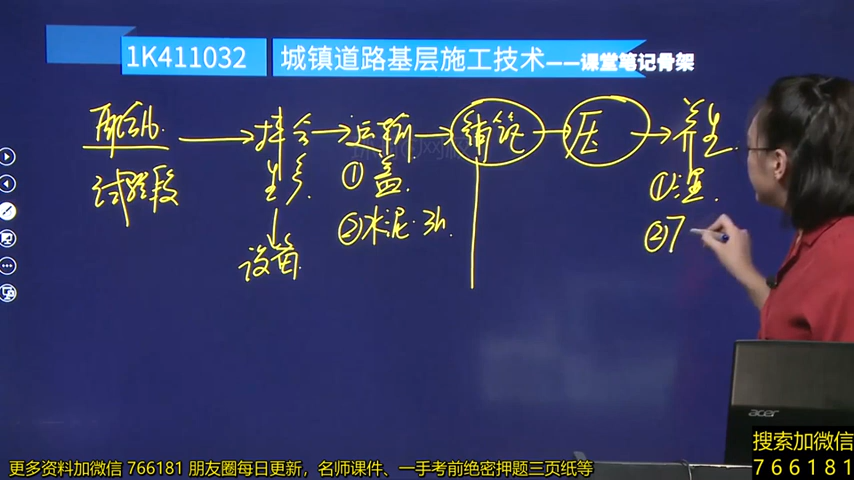 1K411032 城镇道路基层施工技术——课堂笔记骨架
配合比 拌合 运输 铺筑 压 养生
试验段 生产 ①盖 ①湿
设备 ②水泥·3h ②7
acer
搜索加微信
766181
更多资料加微信 766181 朋友圈每日更新，名师课件、一手考前绝密押题三页纸等